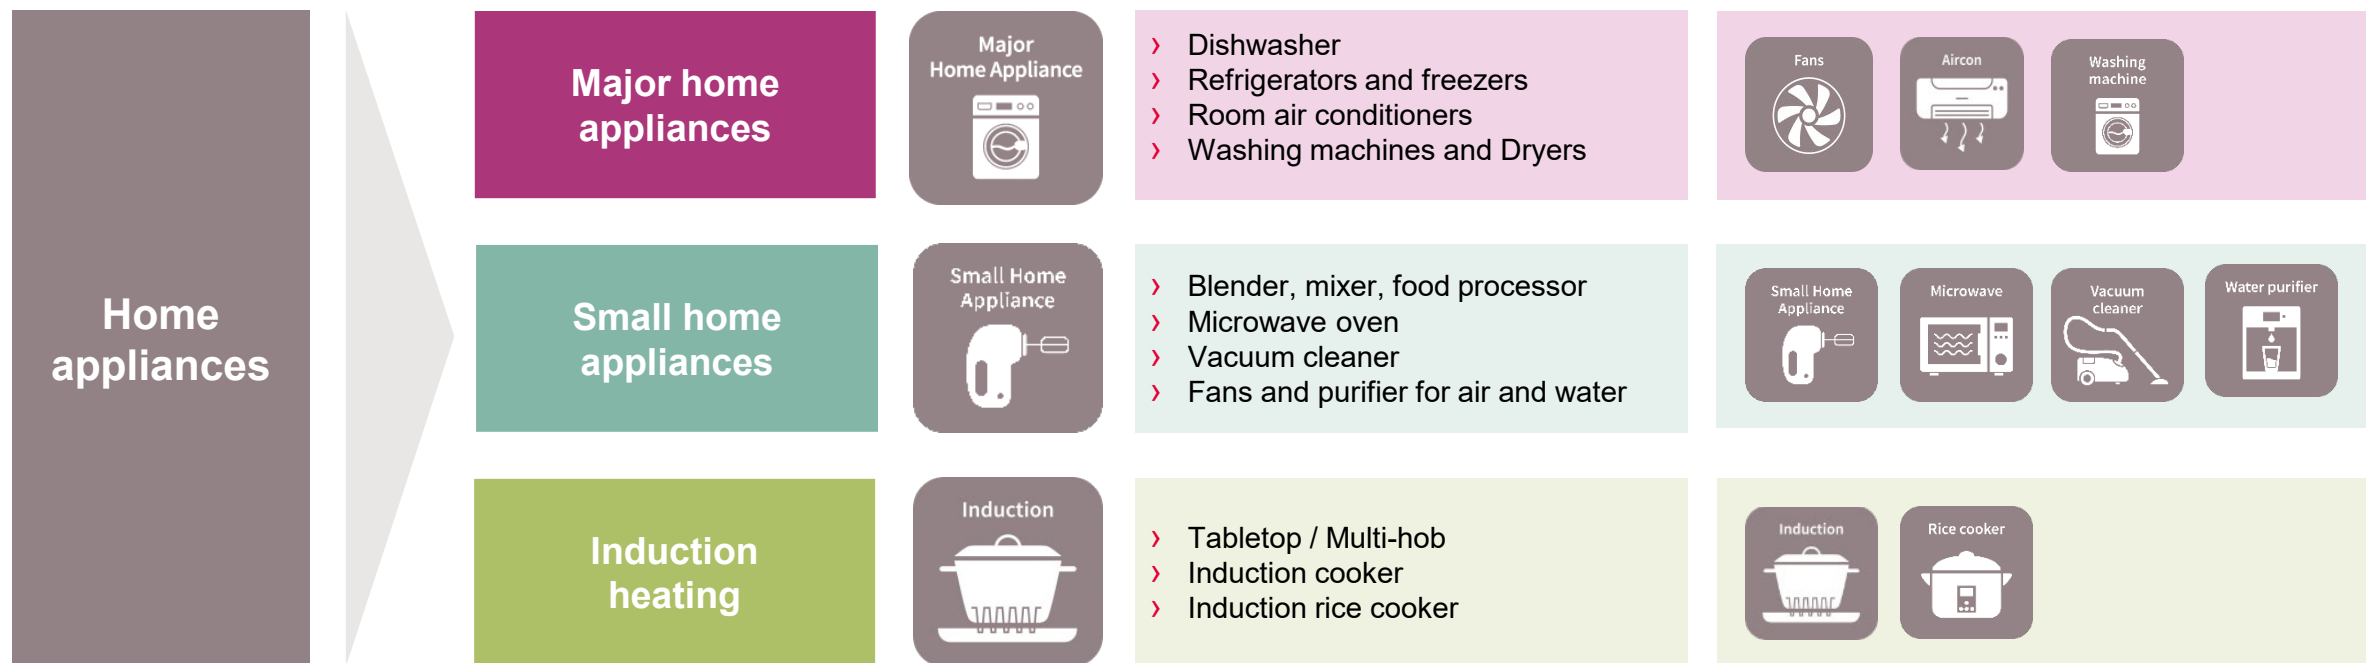 Home
appliances
Major home
appliances
Major
Home Appliance
› Dishwasher
› Refrigerators and freezers
› Room air conditioners
› Washing machines and Dryers
Fans
Aircon
Washing
machine
Small home
appliances
Small Home
Appliance
› Blender, mixer, food processor
› Microwave oven
› Vacuum cleaner
› Fans and purifier for air and water
Small Home
Appliance
Microwave
Vacuum
cleaner
Water purifier
Induction
heating
Induction
› Tabletop / Multi-hob
› Induction cooker
› Induction rice cooker
Induction
Rice cooker